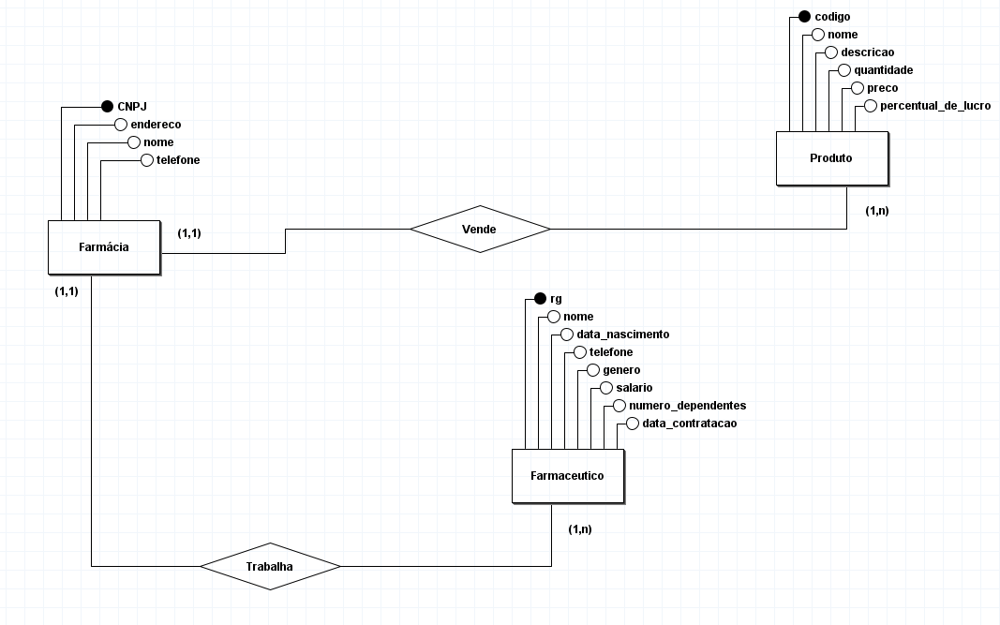 codigo
nome
descricao
quantidade
preco
percentual_de_lucro
Produto
(1,n)
CNPJ
endereco
nome
telefone
Farmácia
(1,1)
(1,1)
Vende
rg
nome
data_nascimento
telefone
genero
salario
numero_dependentes
data_contratacao
Farmaceutico
(1,n)
Trabalha